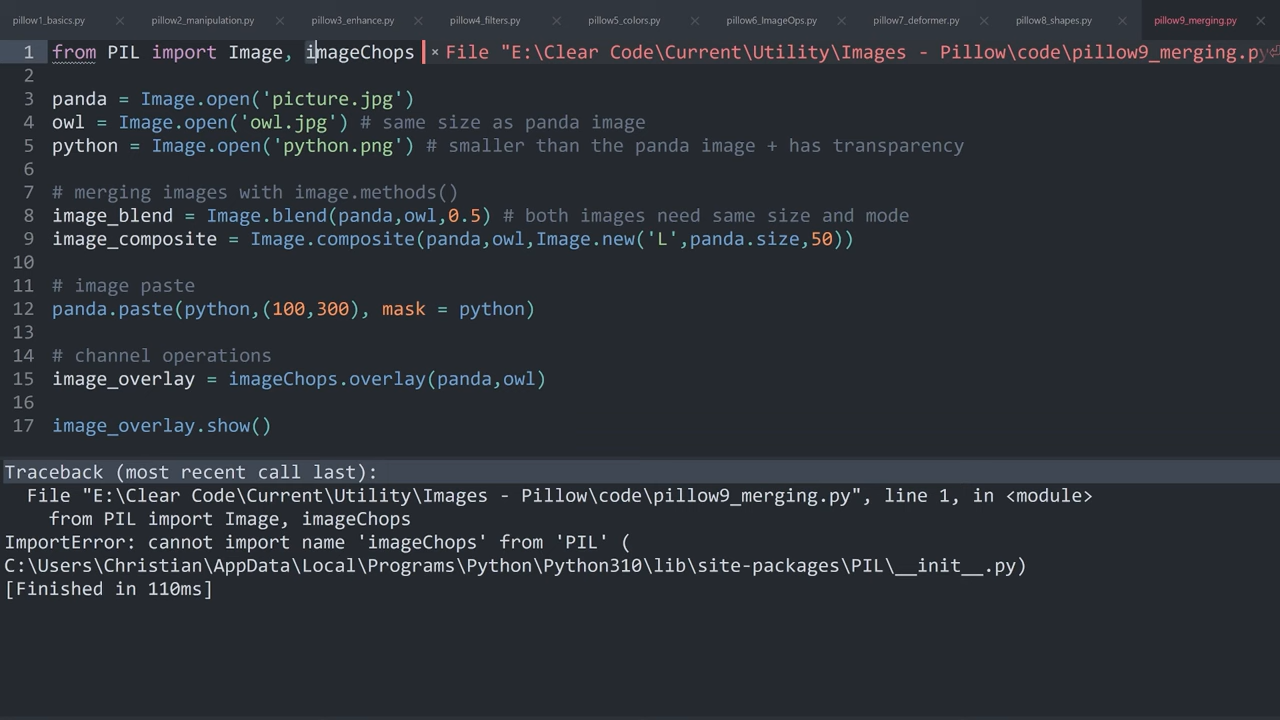 pillow1_basics.py × pillow2_manipulation.py × pillow3_enhance.py × pillow4_filters.py × pillow5_colors.py × pillow6_ImageOps.py × pillow7_deformer.py × pillow8_shapes.py × pillow9_merging.py ×
1 from PIL import Image, imageChops × File "E:\Clear Code\Current\Utility\Images - Pillow\code\pillow9_merging.py
2
3 panda = Image.open('picture.jpg')
4 owl = Image.open('owl.jpg') # same size as panda image
5 python = Image.open('python.png') # smaller than the panda image + has transparency
6
7 # merging images with image.methods()
8 image_blend = Image.blend(panda,owl,0.5) # both images need same size and mode
9 image_composite = Image.composite(panda,owl,Image.new('L',panda.size,50))
10
11 # image paste
12 panda.paste(python,(100,300), mask = python)
13
14 # channel operations
15 image_overlay = imageChops.overlay(panda,owl)
16
17 image_overlay.show()
Traceback (most recent call last):
File "E:\Clear Code\Current\Utility\Images - Pillow\code\pillow9_merging.py", line 1, in <module>
from PIL import Image, imageChops
ImportError: cannot import name 'imageChops' from 'PIL' (
C:\Users\Christian\AppData\Local\Programs\Python\Python310\lib\site-packages\PIL\__init__.py)
[Finished in 110ms]